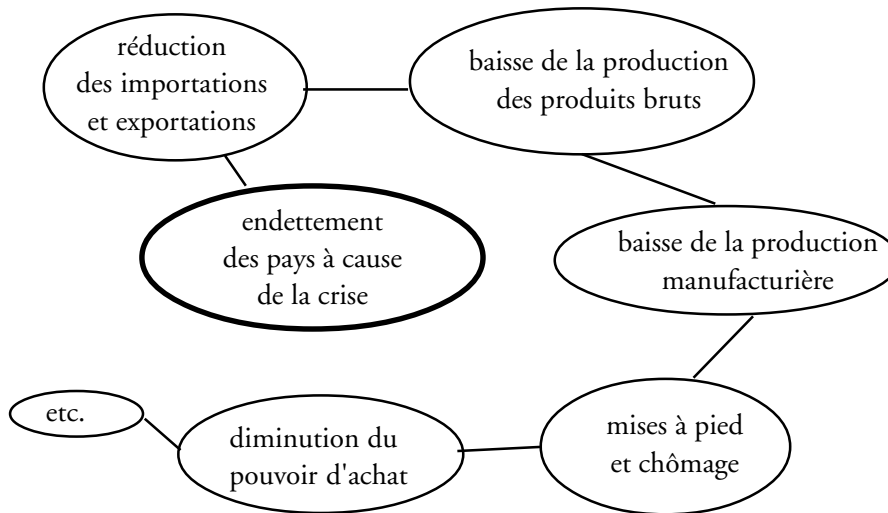 réduction
des importations
et exportations
baisse de la production
des produits bruts
endettement
des pays à cause
de la crise
baisse de la production
manufacturière
mises à pied
et chômage
diminution du
pouvoir d'achat
etc.